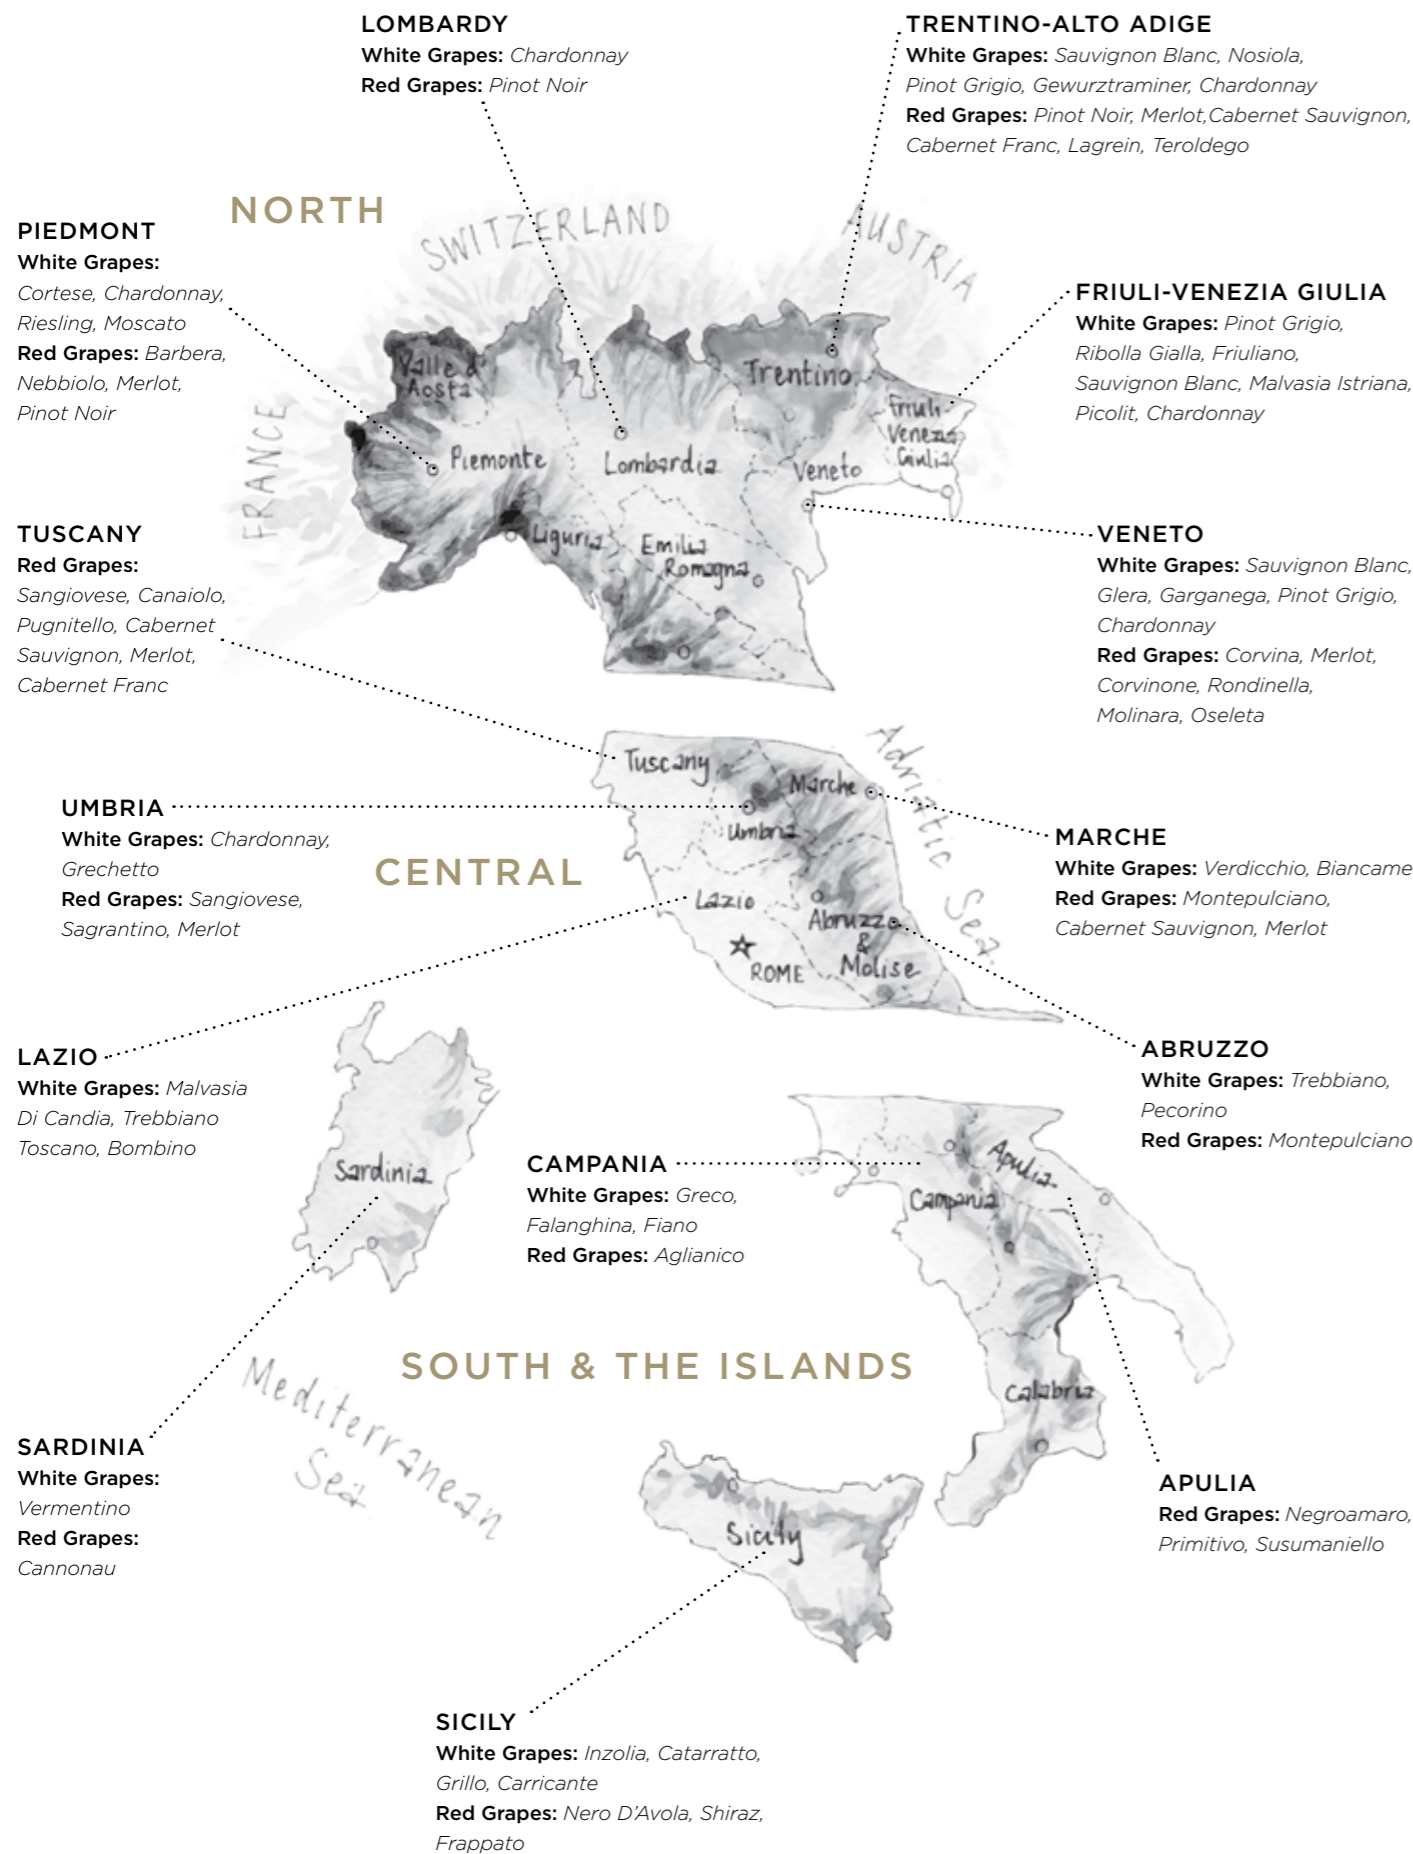 LOMBARDY
White Grapes: Chardonnay
Red Grapes: Pinot Noir
TRENTINO-ALTO ADIGE
White Grapes: Sauvignon Blanc, Nosiola,
Pinot Grigio, Gewurztraminer, Chardonnay
Red Grapes: Pinot Noir, Merlot,Cabernet Sauvignon,
Cabernet Franc, Lagrein, Teroldego
NORTH
SWITZERLAND
AUSTRIA
PIEDMONT
White Grapes:
Cortese, Chardonnay,
Riesling, Moscato
Red Grapes: Barbera,
Nebbiolo, Merlot,
Pinot Noir
FRIULI-VENEZIA GIULIA
White Grapes: Pinot Grigio,
Ribolla Gialla, Friuliano,
Sauvignon Blanc, Malvasia Istriana,
Picolit, Chardonnay
FRANCE
Valle d'
Aosta
Trentino
Friuli
Venezia
Giulia
Piemonte
Lombardia
Veneto
Liguria
Emilia
Romagna
TUSCANY
Red Grapes:
Sangiovese, Canaiolo,
Pugnitello, Cabernet
Sauvignon, Merlot,
Cabernet Franc
VENETO
White Grapes: Sauvignon Blanc,
Glera, Garganega, Pinot Grigio,
Chardonnay
Red Grapes: Corvina, Merlot,
Corvinone, Rondinella,
Molinara, Oseleta
Tuscany
Marche
Umbria
Adriatic Sea
UMBRIA
White Grapes: Chardonnay,
Grechetto
Red Grapes: Sangiovese,
Sagrantino, Merlot
CENTRAL
MARCHE
White Grapes: Verdicchio, Biancame
Red Grapes: Montepulciano,
Cabernet Sauvignon, Merlot
Lazio
ROME
Abruzzo
&
Molise
LAZIO
White Grapes: Malvasia
Di Candia, Trebbiano
Toscano, Bombino
ABRUZZO
White Grapes: Trebbiano,
Pecorino
Red Grapes: Montepulciano
Sardinia
CAMPANIA
White Grapes: Greco,
Falanghina, Fiano
Red Grapes: Aglianico
Apulia
Campania
SOUTH & THE ISLANDS
Mediterranean
Sea
Calabria
SARDINIA
White Grapes:
Vermentino
Red Grapes:
Cannonau
APULIA
Red Grapes: Negroamaro,
Primitivo, Susumaniello
Sicily
SICILY
White Grapes: Inzolia, Catarratto,
Grillo, Carricante
Red Grapes: Nero D'Avola, Shiraz,
Frappato